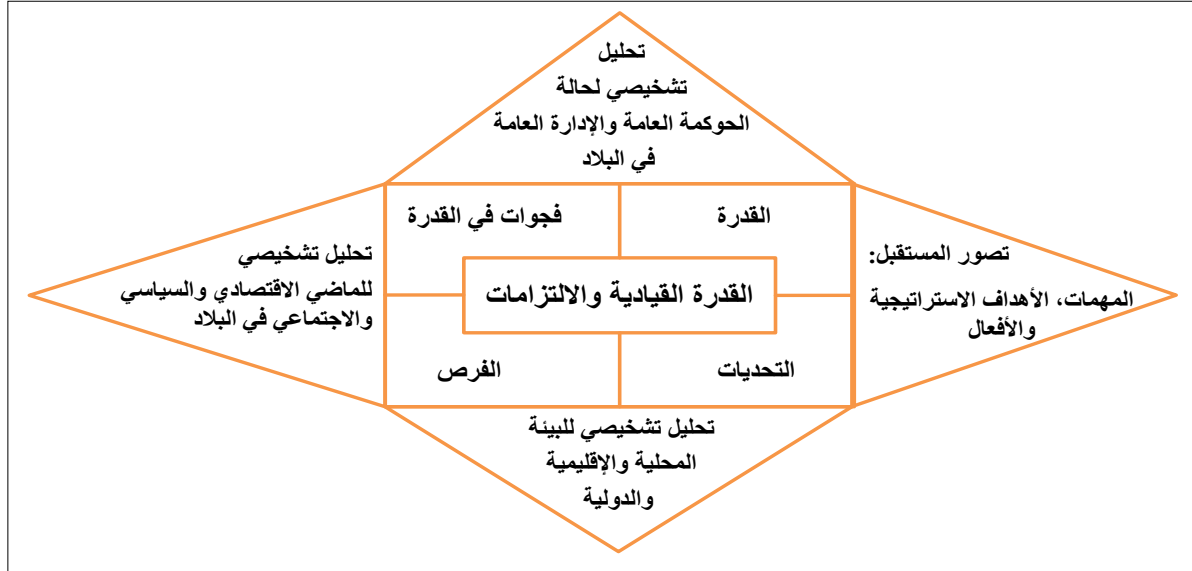 تحليل
تشخيصي لحالة
الحوكمة العامة والإدارة العامة
في البلاد
القدرة
فجوات في القدرة
تصور المستقبل:
المهمات، الأهداف الاستراتيجية
والأفعال
القدرة القيادية والالتزامات
تحليل تشخيصي
للماضي الاقتصادي والسياسي
والاجتماعي في البلاد
التحديات
الفرص
تحليل تشخيصي للبيئة
المحلية والإقليمية
والدولية